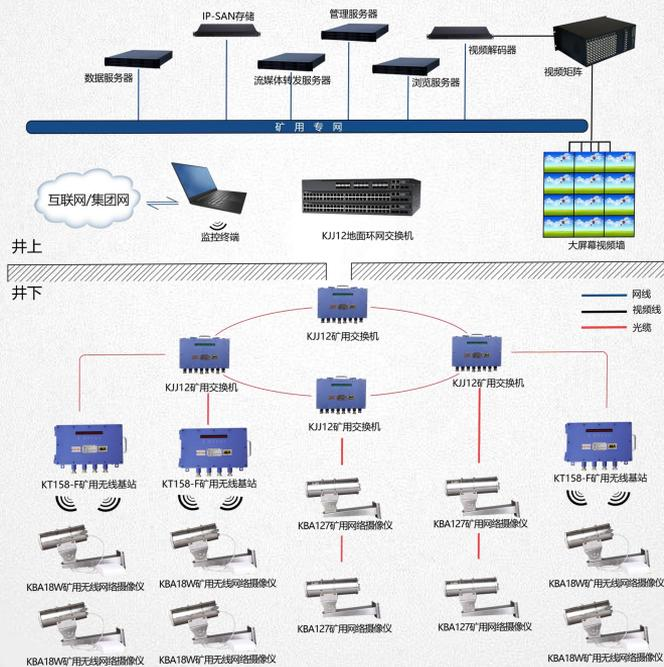 IP-SAN存储
管理服务器
数据服务器
流媒体转发服务器
浏览服务器
视频解码器
视频矩阵
矿用专网
互联网/集团网
监控终端
KJJ12地面环网交换机
大屏幕视频墙
井上
井下
网线
视频线
光缆
KJJ12矿用交换机
KJJ12矿用交换机
KJJ12矿用交换机
KJJ12矿用交换机
KT158-F矿用无线基站
KT158-F矿用无线基站
KT158-F矿用无线基站
KBA127矿用网络摄像仪
KBA127矿用网络摄像仪
KBA18W矿用无线网络摄像仪
KBA18W矿用无线网络摄像仪
KBA18W矿用无线网络摄像仪
KBA127矿用网络摄像仪
KBA127矿用网络摄像仪
KBA18W矿用无线网络摄像仪
KBA18W矿用无线网络摄像仪
KBA18W矿用无线网络摄像仪